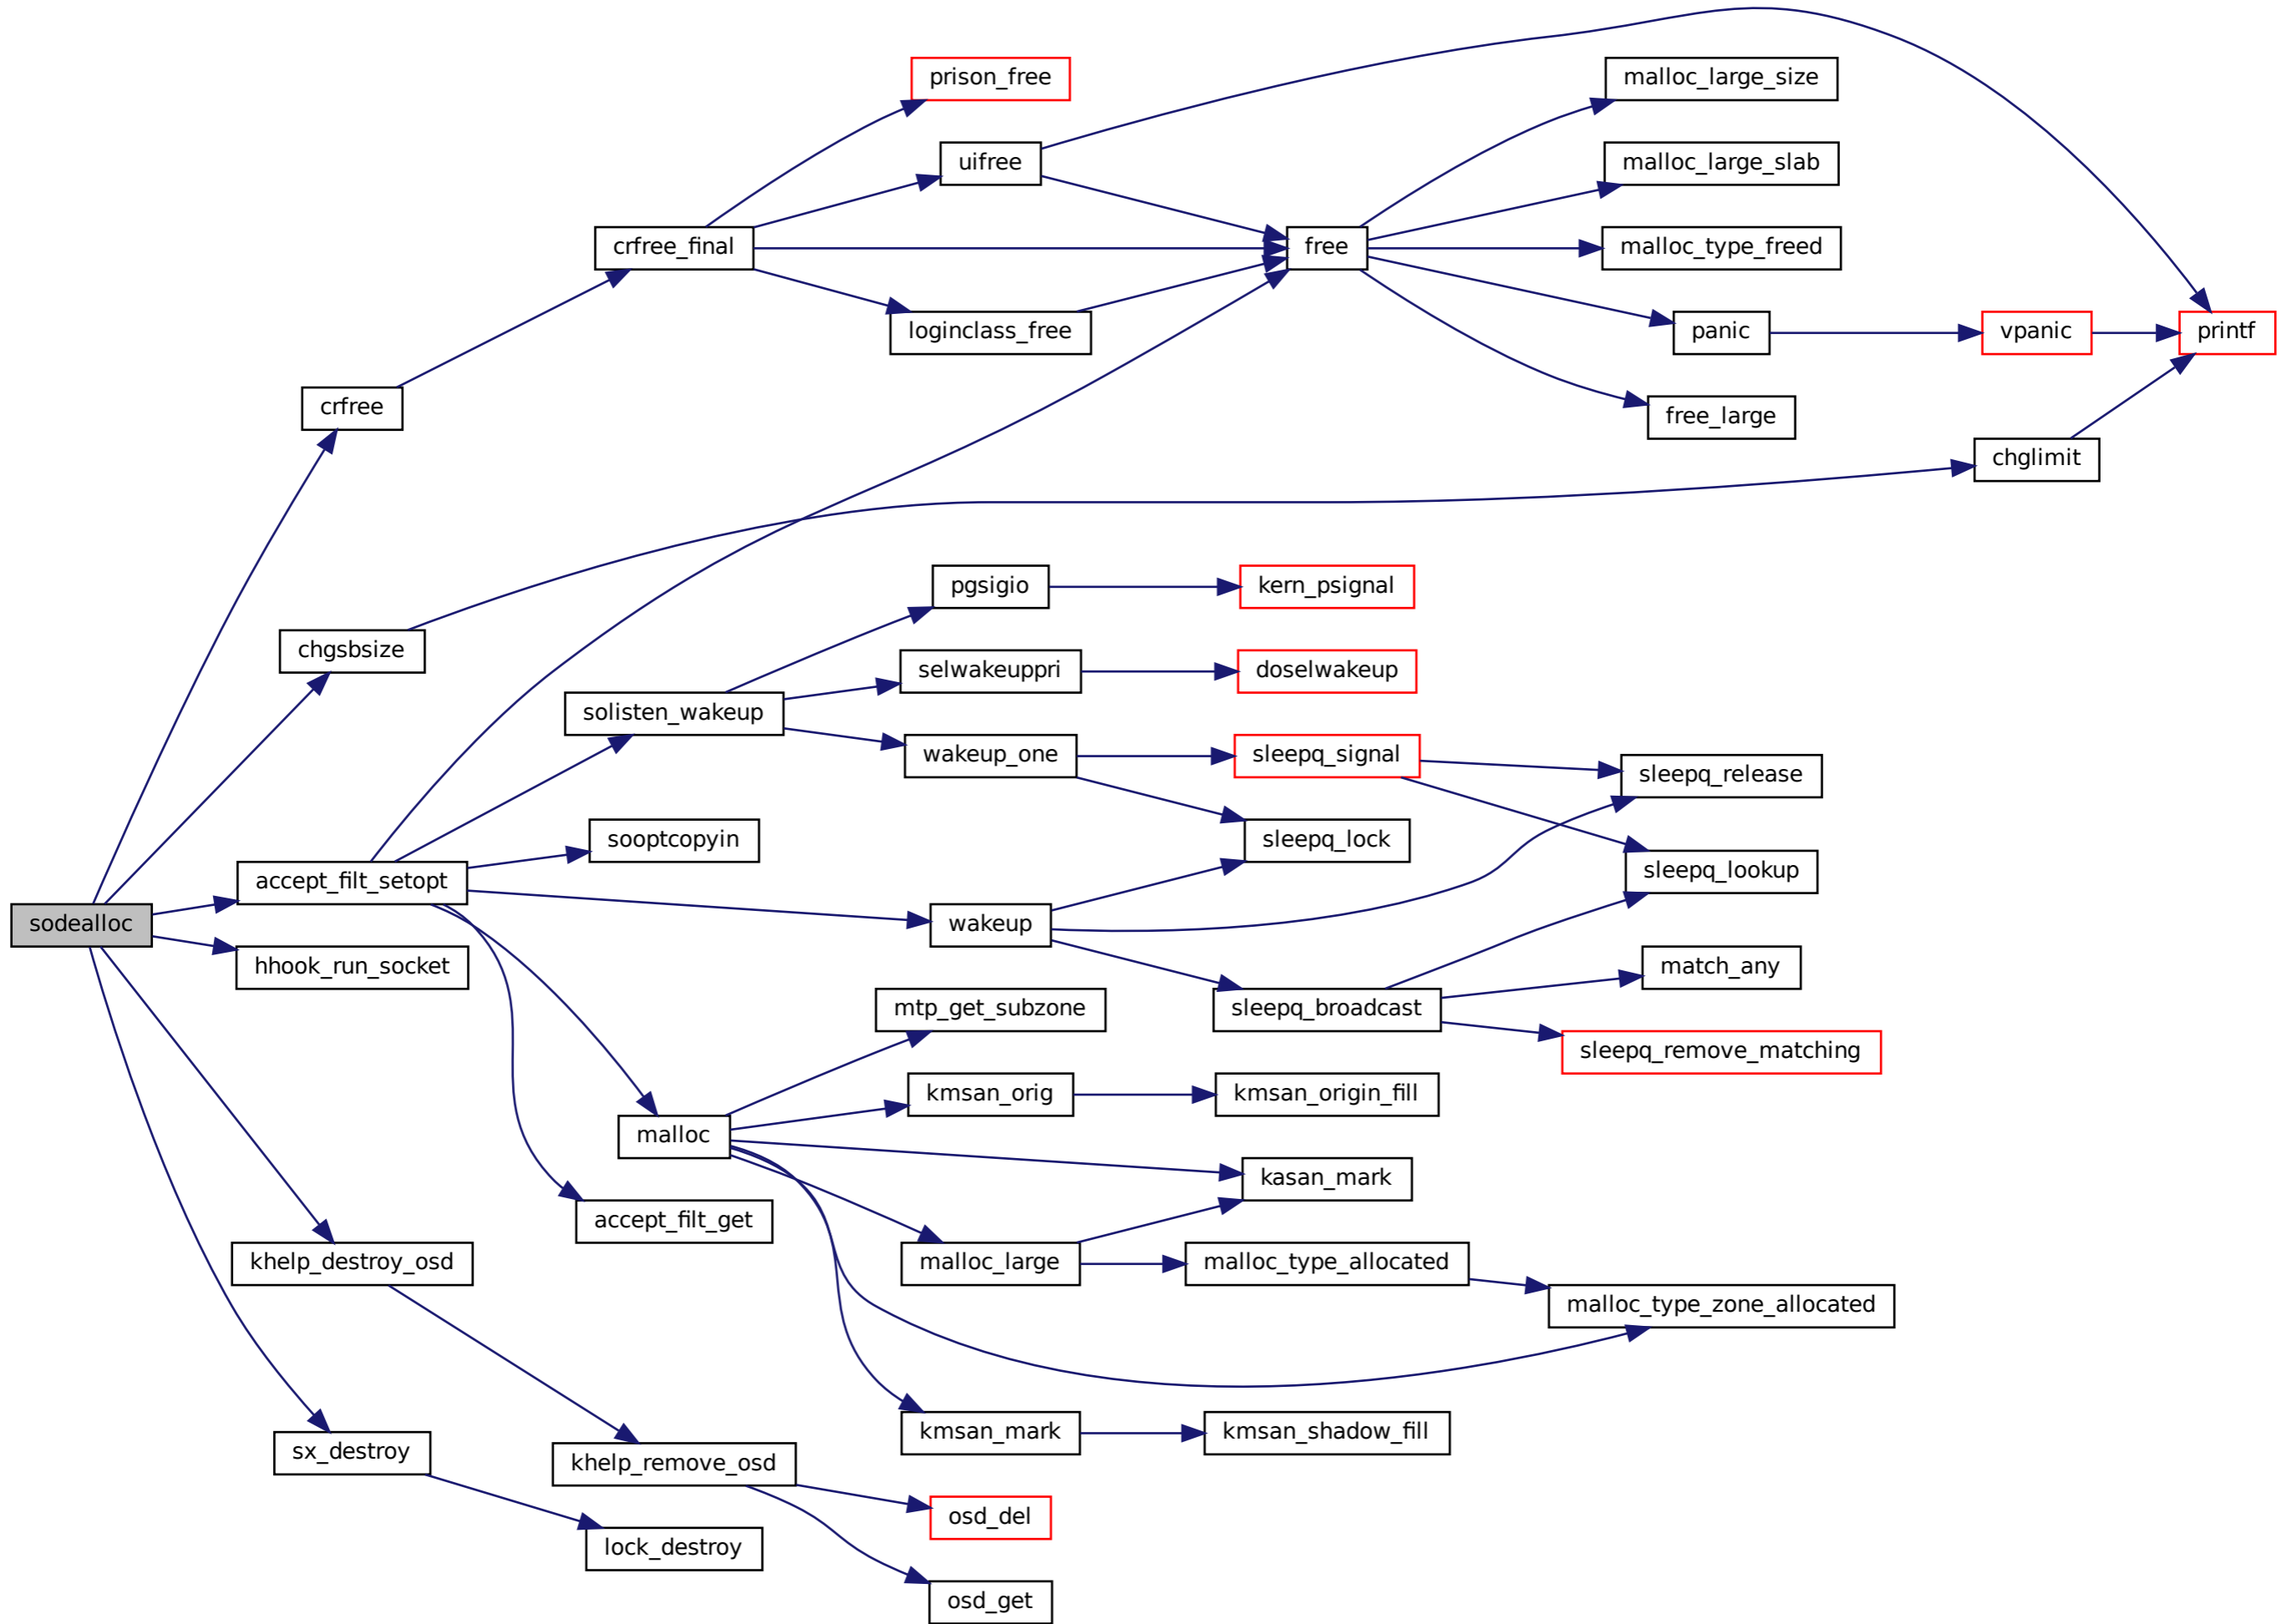 prison_free
malloc_large_size
uifree
malloc_large_slab
crfree_final
free
malloc_type_freed
loginclass_free
panic
vpanic
printf
crfree
free_large
chglimit
pgsigio
kern_psignal
chgsbsize
selwakeuppri
doselwakeup
solisten_wakeup
wakeup_one
sleepq_signal
sleepq_release
sooptcopyin
sleepq_lock
sleepq_lookup
accept_filt_setopt
sodealloc
wakeup
hhook_run_socket
match_any
mtp_get_subzone
sleepq_broadcast
sleepq_remove_matching
kmsan_orig
kmsan_origin_fill
malloc
kasan_mark
accept_filt_get
khelp_destroy_osd
malloc_large
malloc_type_allocated
malloc_type_zone_allocated
kmsan_mark
kmsan_shadow_fill
sx_destroy
khelp_remove_osd
osd_del
lock_destroy
osd_get